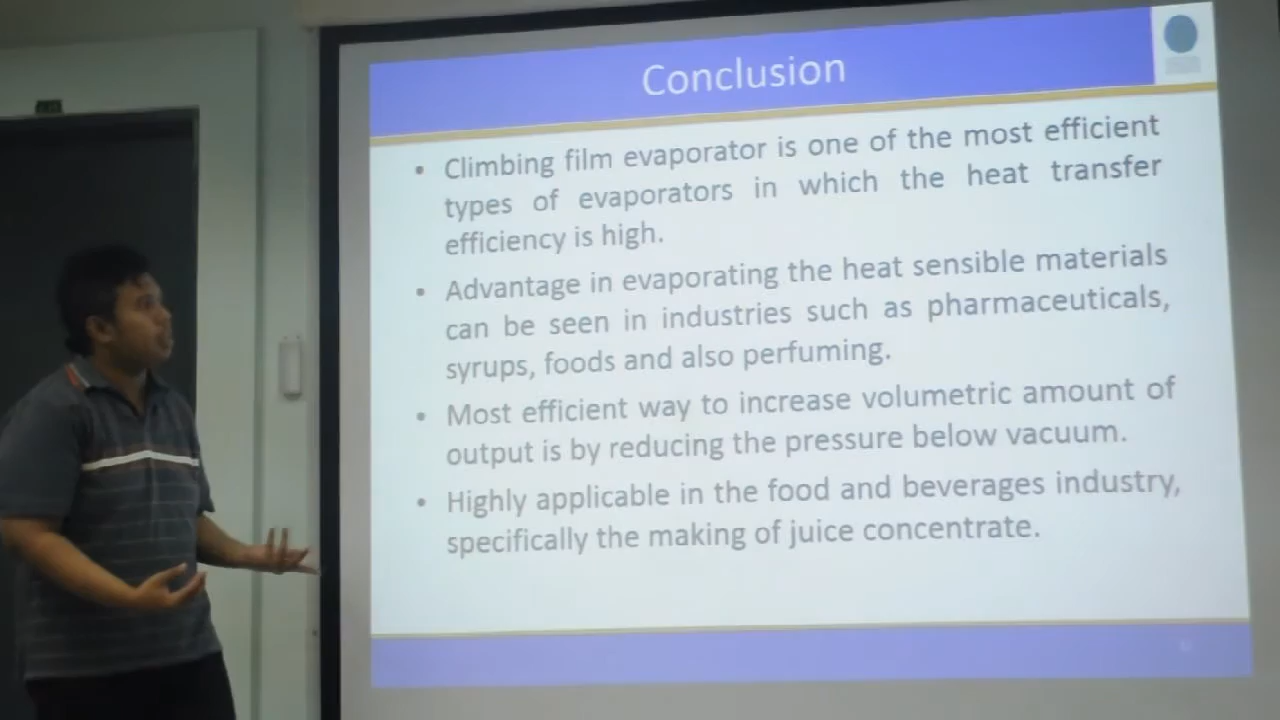 Conclusion
• Climbing film evaporator is one of the most efficient
types of evaporators in which the heat transfer
efficiency is high.
• Advantage in evaporating the heat sensible materials
can be seen in industries such as pharmaceuticals,
syrups, foods and also perfuming.
• Most efficient way to increase volumetric amount of
output is by reducing the pressure below vacuum.
• Highly applicable in the food and beverages industry,
specifically the making of juice concentrate.